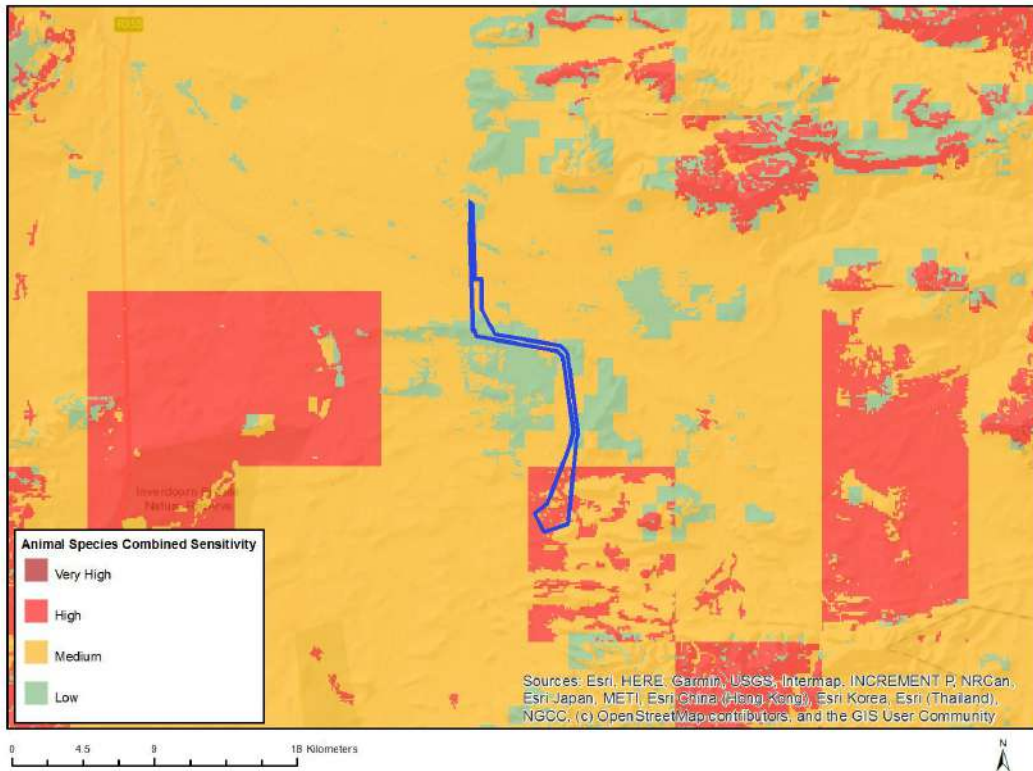 Animal Species Combined Sensitivity
Very High
High
Medium
Low
Sources: Esri, HERE, Garmin, USGS, Intermap, INCREMENT P, NRCan,
Esri Japan, METI, Esri China (Hong Kong), Esri Korea, Esri (Thailand),
NGCC, (c) OpenStreetMap contributors, and the GIS User Community
0 4.5 9 18 Kilometers
N